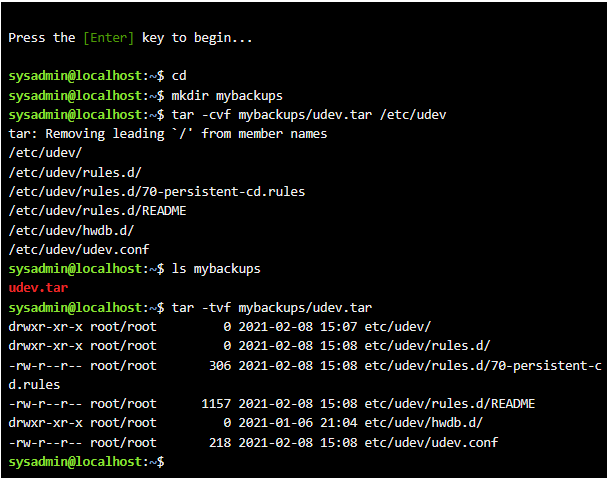 Press the [Enter] key to begin...
sysadmin@localhost:~$ cd
sysadmin@localhost:~$ mkdir mybackups
sysadmin@localhost:~$ tar -cvf mybackups/udev.tar /etc/udev
tar: Removing leading `/' from member names
/etc/udev/
/etc/udev/rules.d/
/etc/udev/rules.d/70-persistent-cd.rules
/etc/udev/rules.d/README
/etc/udev/hwdb.d/
/etc/udev/udev.conf
sysadmin@localhost:~$ ls mybackups
udev.tar
sysadmin@localhost:~$ tar -tvf mybackups/udev.tar
drwxr-xr-x root/root         0 2021-02-08 15:07 etc/udev/
drwxr-xr-x root/root         0 2021-02-08 15:08 etc/udev/rules.d/
-rw-r--r-- root/root       306 2021-02-08 15:08 etc/udev/rules.d/70-persistent-c
d.rules
-rw-r--r-- root/root      1157 2021-02-08 15:08 etc/udev/rules.d/README
drwxr-xr-x root/root         0 2021-01-06 21:04 etc/udev/hwdb.d/
-rw-r--r-- root/root       218 2021-02-08 15:08 etc/udev/udev.conf
sysadmin@localhost:~$